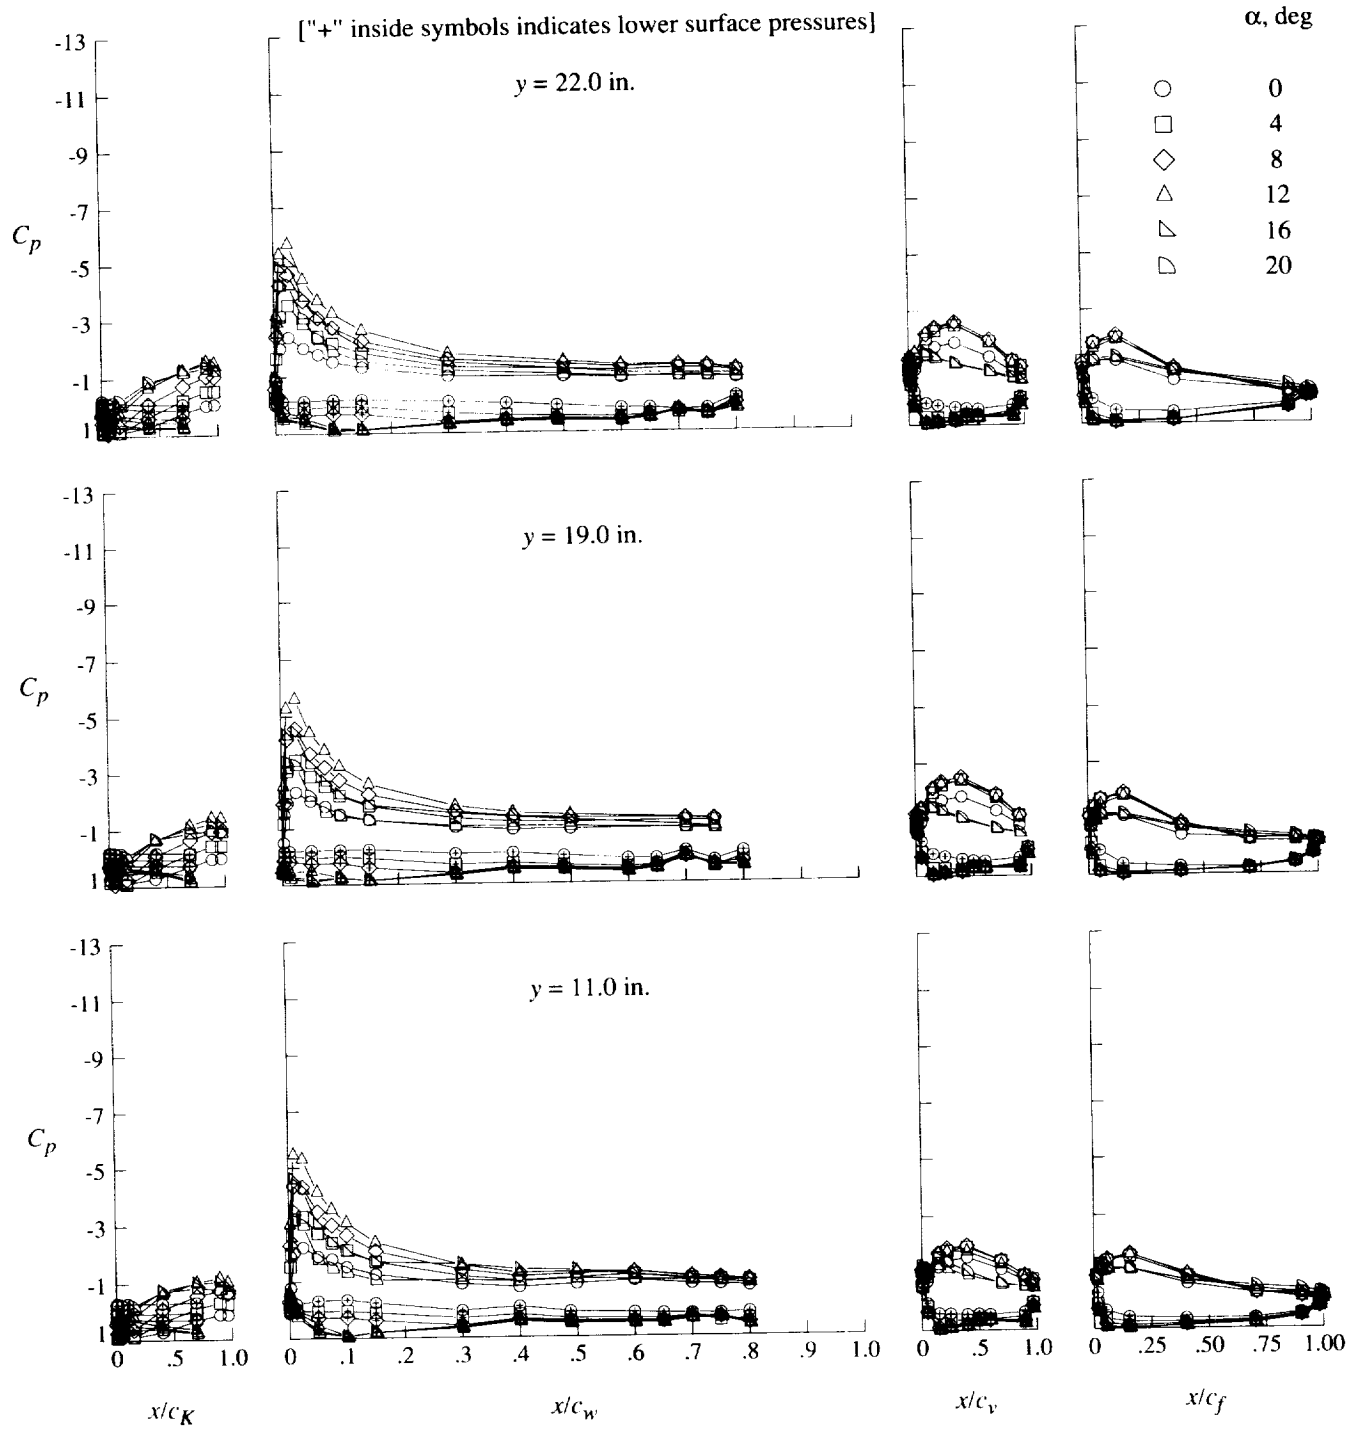 ["+" inside symbols indicates lower surface pressures]
α, deg
0
4
8
12
16
20
y = 22.0 in.
-13
-11
-9
-7
-5
-3
-1
1
C_p
y = 19.0 in.
-13
-11
-9
-7
-5
-3
-1
1
C_p
y = 11.0 in.
-13
-11
-9
-7
-5
-3
-1
1
C_p
0 .5 1.0
0 .1 .2 .3 .4 .5 .6 .7 .8 .9 1.0
0 .5 1.0
0 .25 .50 .75 1.00
x/c_K
x/c_w
x/c_v
x/c_f